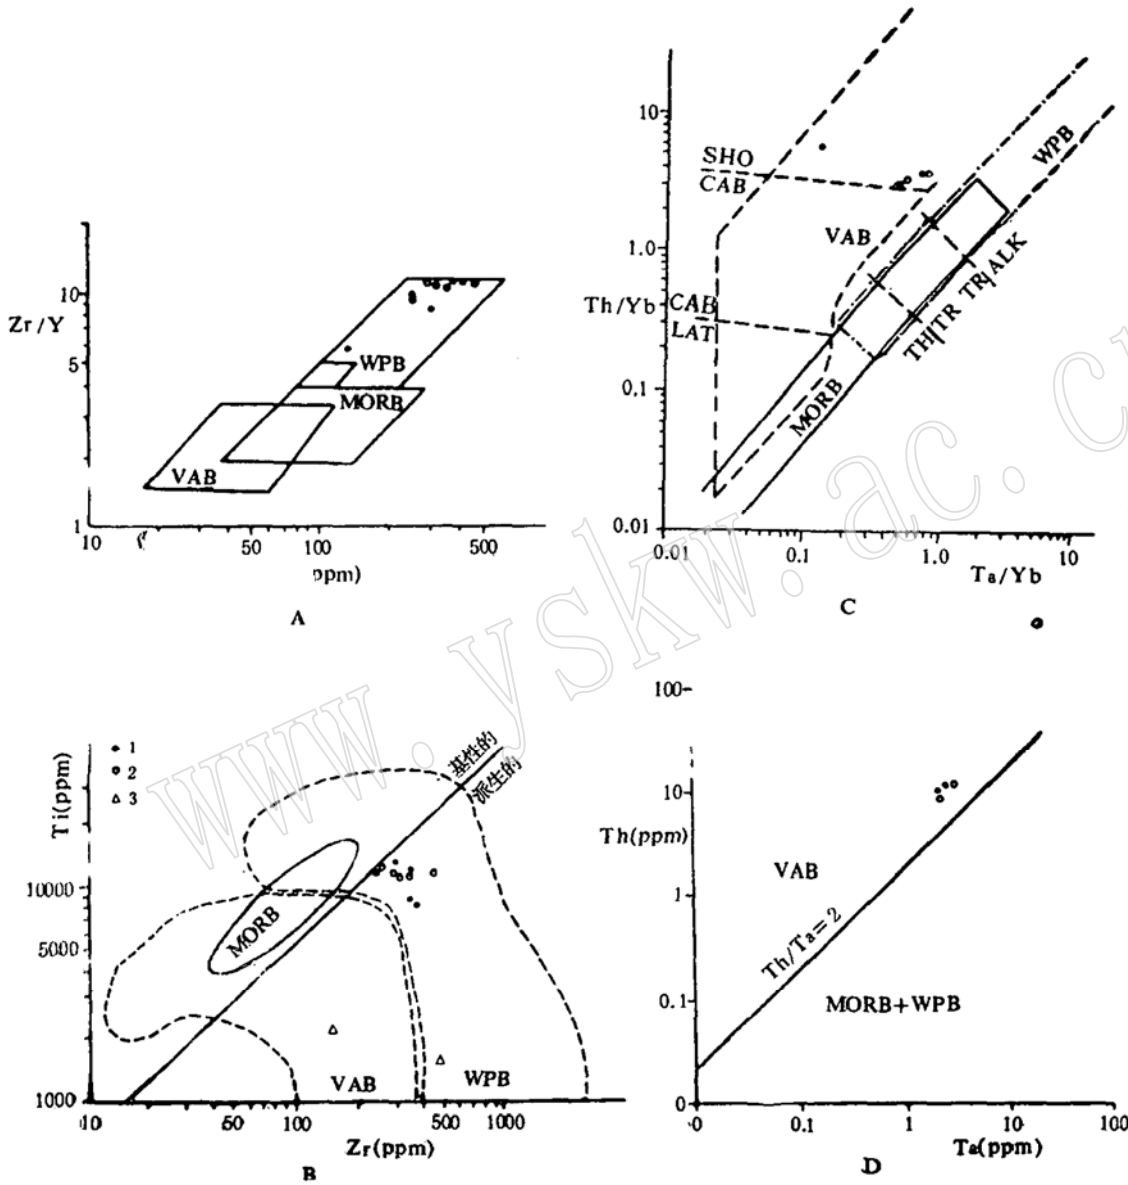 Zr/Y
10
5
1
10
50
100
500
ppm)
WPB
MORB
VAB
A
Th/Yb
10
1.0
0.1
0.01
0.01
0.1
1.0
10
Ta/Yb
SHO
CAB
CAB
LAT
VAB
WPB
MORB
TH|TR
TR|ALK
C
Ti(ppm)
10000
5000
1000
10
50
100
500
1000
Zr(ppm)
1
2
3
基性的
派生的
MORB
VAB
WPB
B
Th(ppm)
100
10
1
0.1
0
0
0.1
1
10
100
Ta(ppm)
VAB
Th/Ta=2
MORB+WPB
D